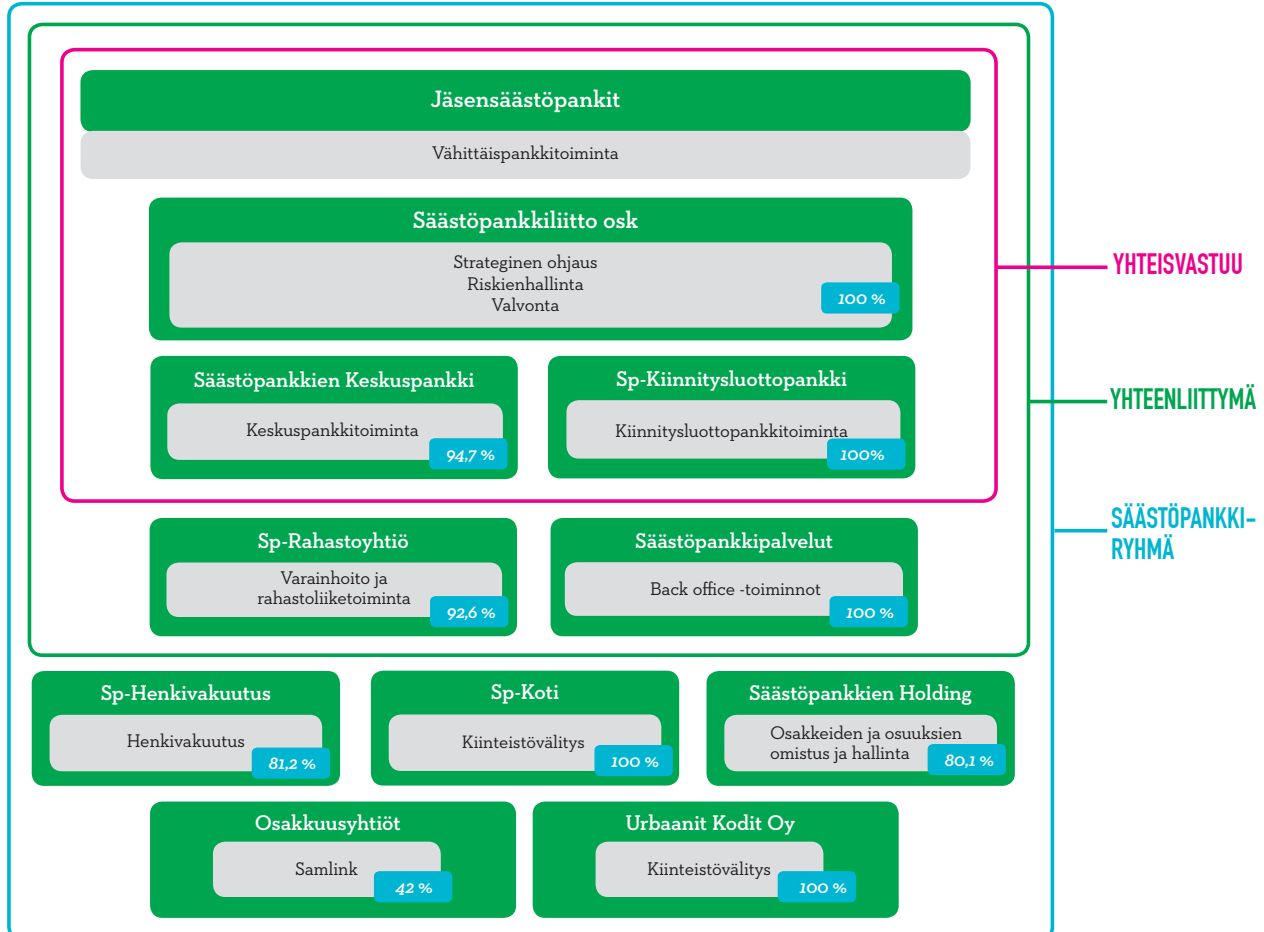 Jäsensäästöpankit
Vähittäispankkitoiminta
Säästöpankkiliitto osk
Strateginen ohjaus
Riskienhallinta
Valvonta
100 %
YHTEISVASTUU
Säästöpankkien Keskuspankki
Keskuspankkitoiminta
94,7 %
Sp-Kiinnitysluottopankki
Kiinnitysluottopankkitoiminta
100%
YHTEENLIITTYMÄ
Sp-Rahastoyhtiö
Varainhoito ja
rahastoliiketoiminta
92,6 %
Säästöpankkipalvelut
Back office -toiminnot
100 %
SÄÄSTÖPANKKI-
RYHMÄ
Sp-Henkivakuutus
Henkivakuutus
81,2 %
Sp-Koti
Kiinteistövälitys
100 %
Säästöpankkien Holding
Osakkeiden ja osuuksien
omistus ja hallinta
80,1 %
Osakkuusyhtiöt
Samlink
42 %
Urbaanit Kodit Oy
Kiinteistövälitys
100 %